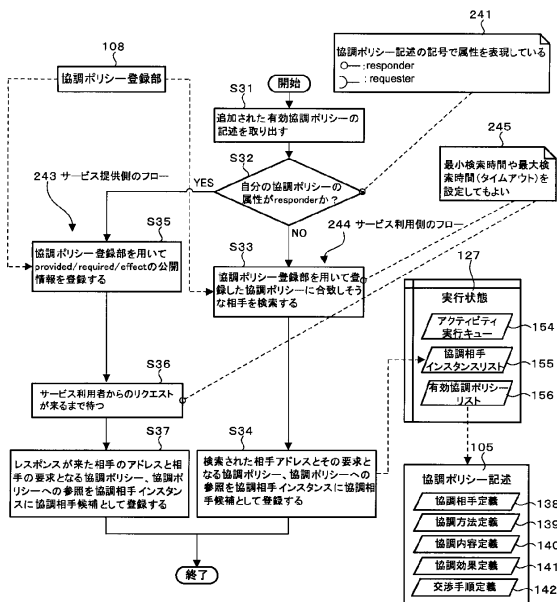 241
協調ポリシー記述の記号で属性を表現している
:responder
:requester
108
協調ポリシー登録部
開始
S31
追加された有効協調ポリシーの
記述を取り出す
245
最小検索時間や最大検
索時間(タイムアウト)を
設定してもよい
S32
自分の協調ポリシーの
属性がresponderか?
YES
NO
243 サービス提供側のフロー
244 サービス利用側のフロー
S35
協調ポリシー登録部を用いて
provided/required/effectの公開
情報を登録する
S33
協調ポリシー登録部を用いて登
録した協調ポリシーに合致しそう
な相手を検索する
127
実行状態
アクティビティ
実行キュー
154
協調相手
インスタンスリスト
155
有効協調ポリシー
リスト
156
S36
サービス利用者からのリクエスト
が来るまで待つ
S37
レスポンスが来た相手のアドレスと相
手の要求となる協調ポリシー、協調ポ
リシーへの参照を協調相手インスタン
スに協調相手候補として登録する
S34
検索された相手アドレスとその要求と
なる協調ポリシー、協調ポリシーへの
参照を協調相手インスタンスに協調相
手候補として登録する
105
協調ポリシー記述
協調相手定義
138
協調方法定義
139
協調内容定義
140
協調効果定義
141
交渉手順定義
142
終了